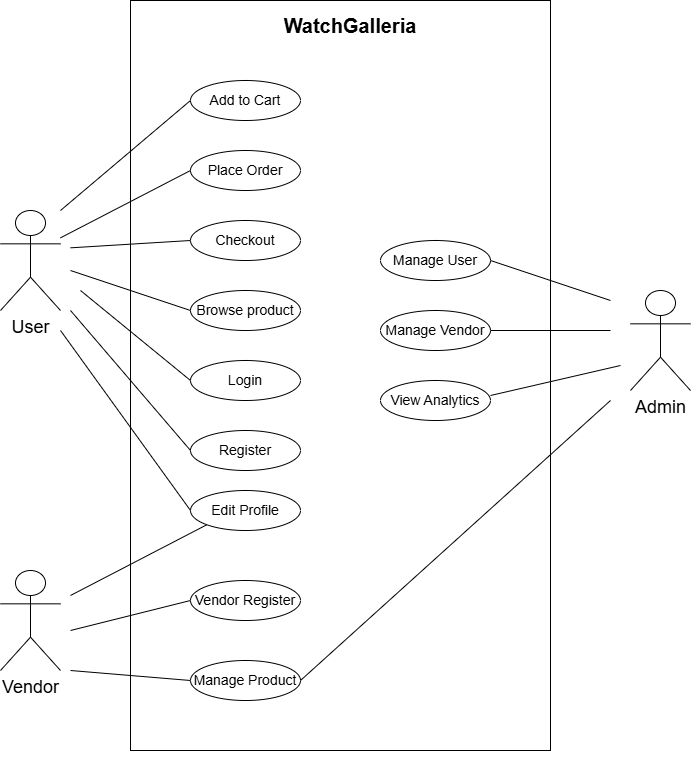 WatchGalleria
Add to Cart
Place Order
Checkout
Manage User
Browse product
User
Manage Vendor
Login
View Analytics
Admin
Register
Edit Profile
Vendor Register
Manage Product
Vendor